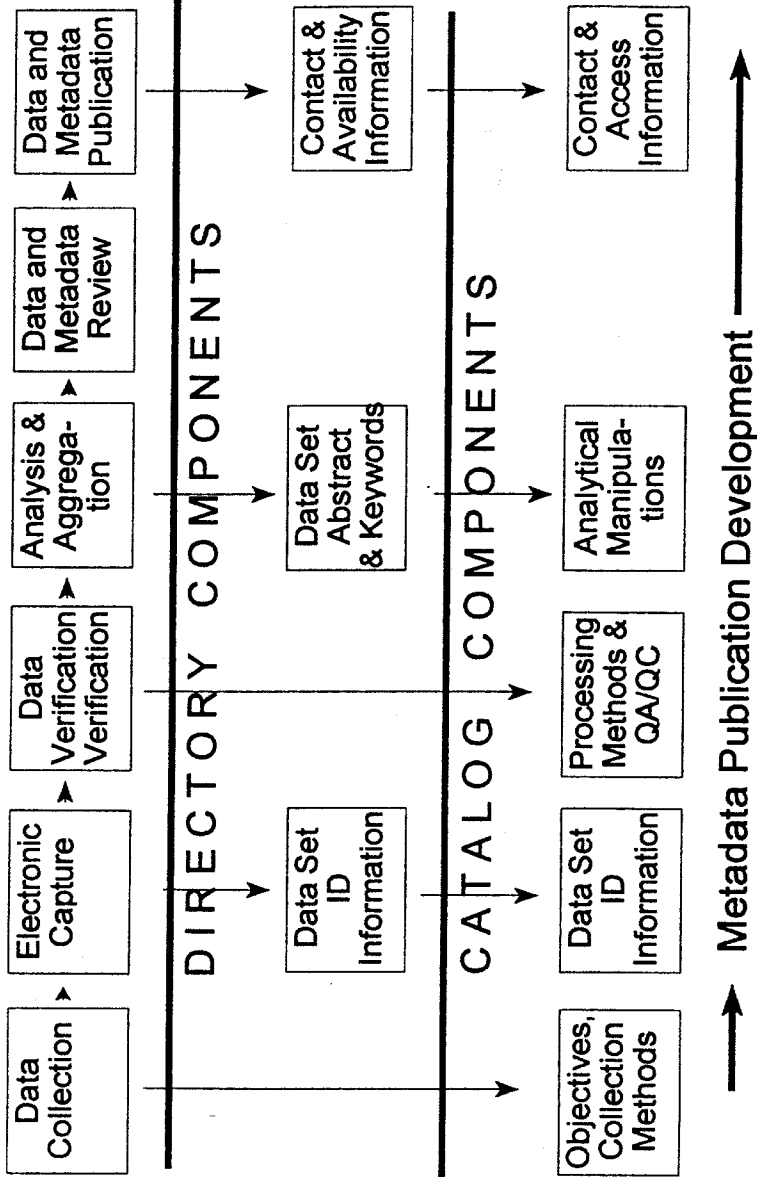 Data
Collection
Electronic
Capture
Data
Verification
Verification
Analysis &
Aggrega-
tion
Data and
Metadata
Review
Data and
Metadata
Publication
DIRECTORY COMPONENTS
Data Set
ID
Information
Data Set
Abstract
& Keywords
Contact &
Availability
Information
CATALOG COMPONENTS
Objectives,
Collection
Methods
Data Set
ID
Information
Processing
Methods &
QA/QC
Analytical
Manipula-
tions
Contact &
Access
Information
Metadata Publication Development